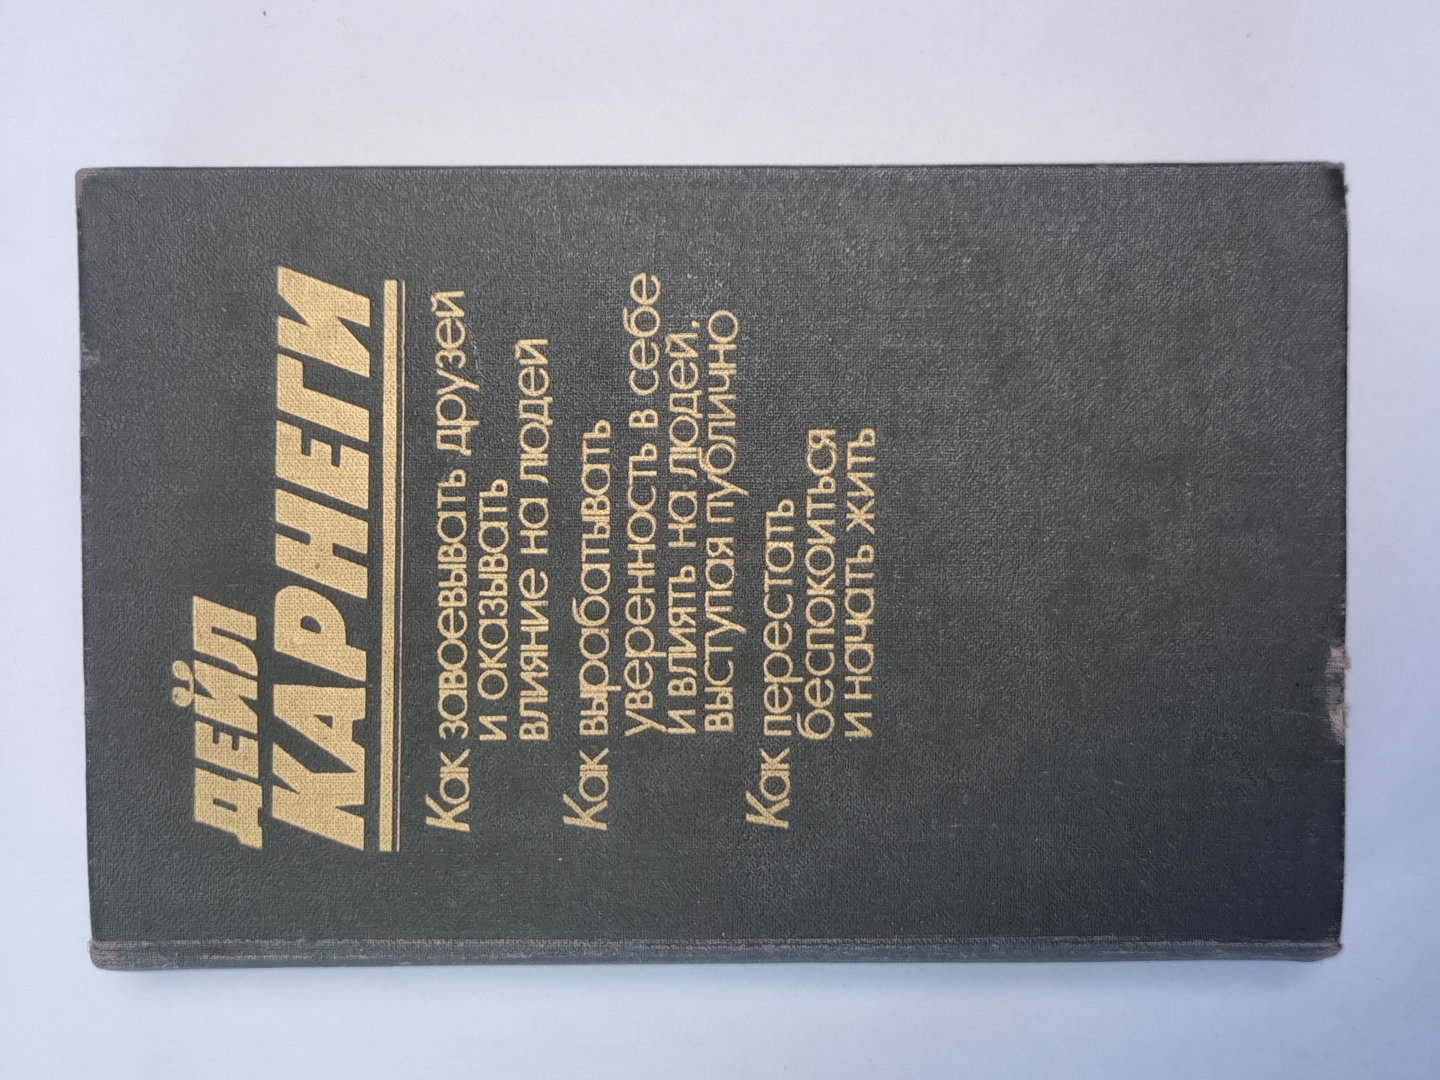 ДЕЙЛ
КАРНЕГИ
Как завоевывать друзей
и оказывать
влияние на людей
Как вырабатывать
уверенность в себе
и влиять на людей,
выступая публично
Как перестать
беспокоиться
и начать жить